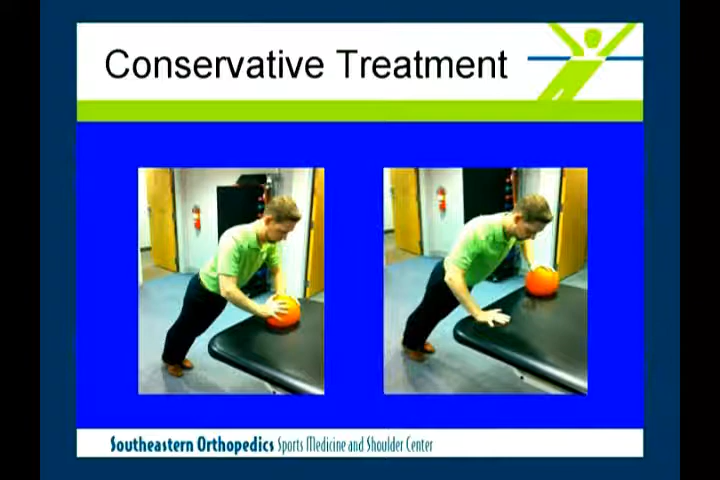 Conservative Treatment
Southeastern Orthopedics Sports Medicine and Shoulder Center